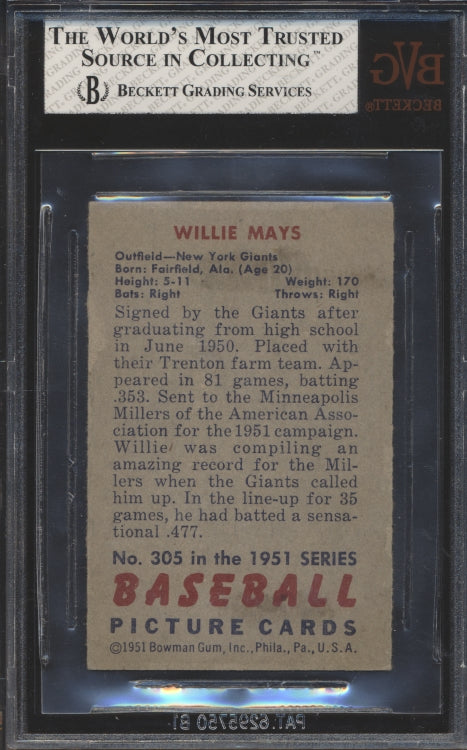 THE WORLD'S MOST TRUSTED
SOURCE IN COLLECTING™
B BECKETT GRADING SERVICES
BVG
BECKETT®
WILLIE MAYS
Outfield—New York Giants
Born: Fairfield, Ala. (Age 20)
Height: 5-11 Weight: 170
Bats: Right Throws: Right
Signed by the Giants after
graduating from high school
in June 1950. Placed with
their Trenton farm team. Ap-
peared in 81 games, batting
.353. Sent to the Minneapolis
Millers of the American Asso-
ciation for the 1951 campaign.
Willie was compiling an
amazing record for the Mil-
lers when the Giants called
him up. In the line-up for 35
games, he had batted a sensa-
tional .477.
No. 305 in the 1951 SERIES
BASEBALL
PICTURE CARDS
©1951 Bowman Gum, Inc., Phila., Pa., U.S.A.
PAT. 6295750 B1